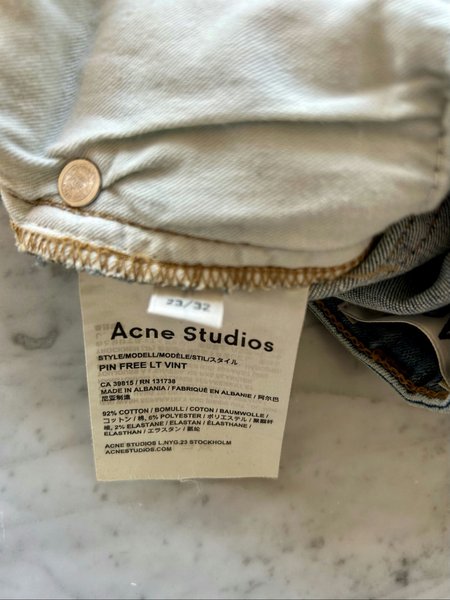 23/32
Acne Studios
STYLE/MODELL/MODÈLE/STIL/スタイル
PIN FREE LT VINT
CA 39815 / RN 131738
MADE IN ALBANIA / FABRIQUÉ EN ALBANIE / 阿尔巴
尼亚制造
92% COTTON / BOMULL / COTON / BAUMWOLLE /
コットン / 棉, 6% POLYESTER / ポリエステル / 聚酯纤
维, 2% ELASTANE / ELASTAN / ÉLASTHANE /
ELASTHAN / エラスタン / 氨纶
ACNE STUDIOS L.NYG.23 STOCKHOLM
ACNESTUDIOS.COM